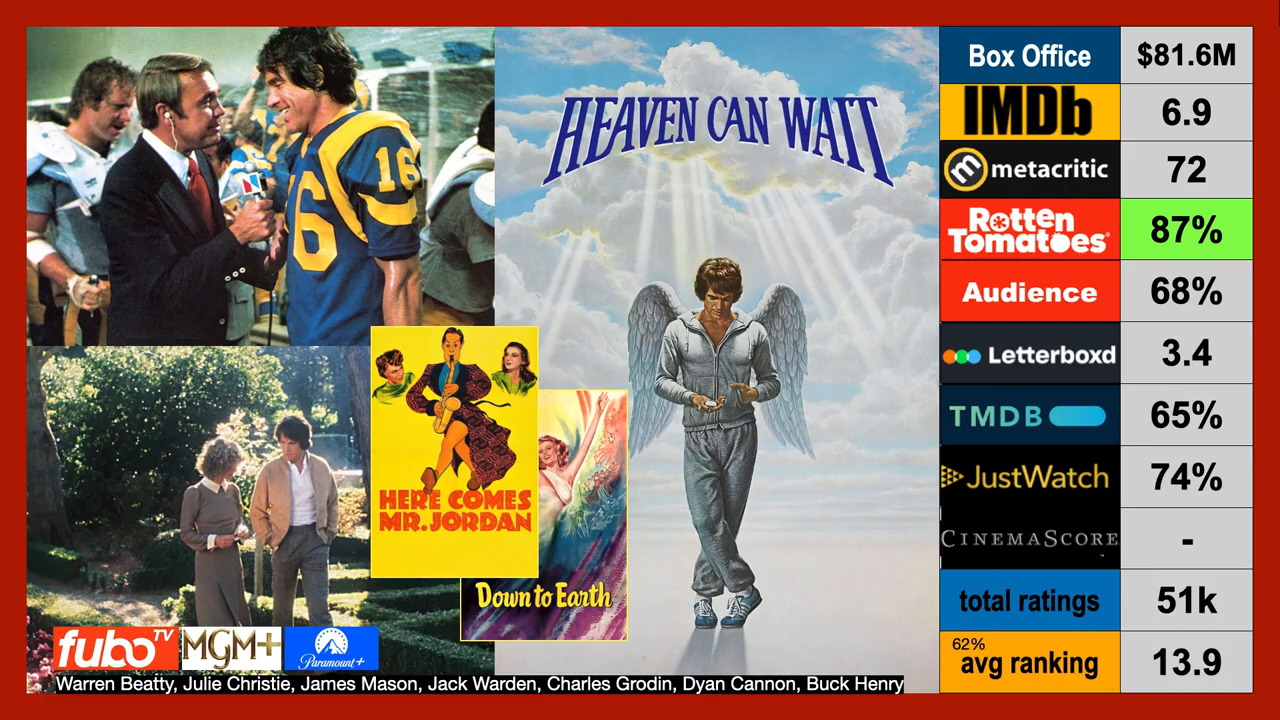 16
16
HEAVEN CAN WAIT
HERE COMES
MR. JORDAN
Down to Earth
fubo TV
MGM+
Paramount+
Warren Beatty, Julie Christie, James Mason, Jack Warden, Charles Grodin, Dyan Cannon, Buck Henry
Box Office $81.6M
IMDb 6.9
m metacritic 72
Rotten
Tomatoes 87%
Audience 68%
Letterboxd 3.4
TMDB 65%
JustWatch 74%
CINEMASCORE -
total ratings 51k
62%
avg ranking 13.9